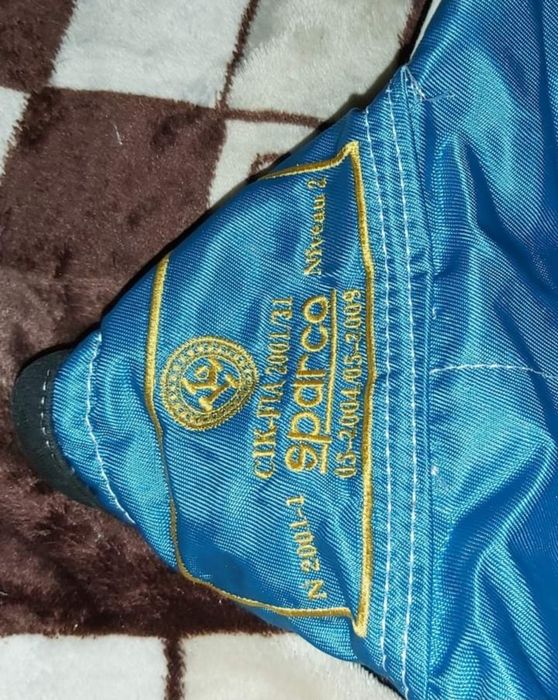 N 2001-1 Niveau 2
CIK-FIA 2001/31
sparco
05-2004/05-2009